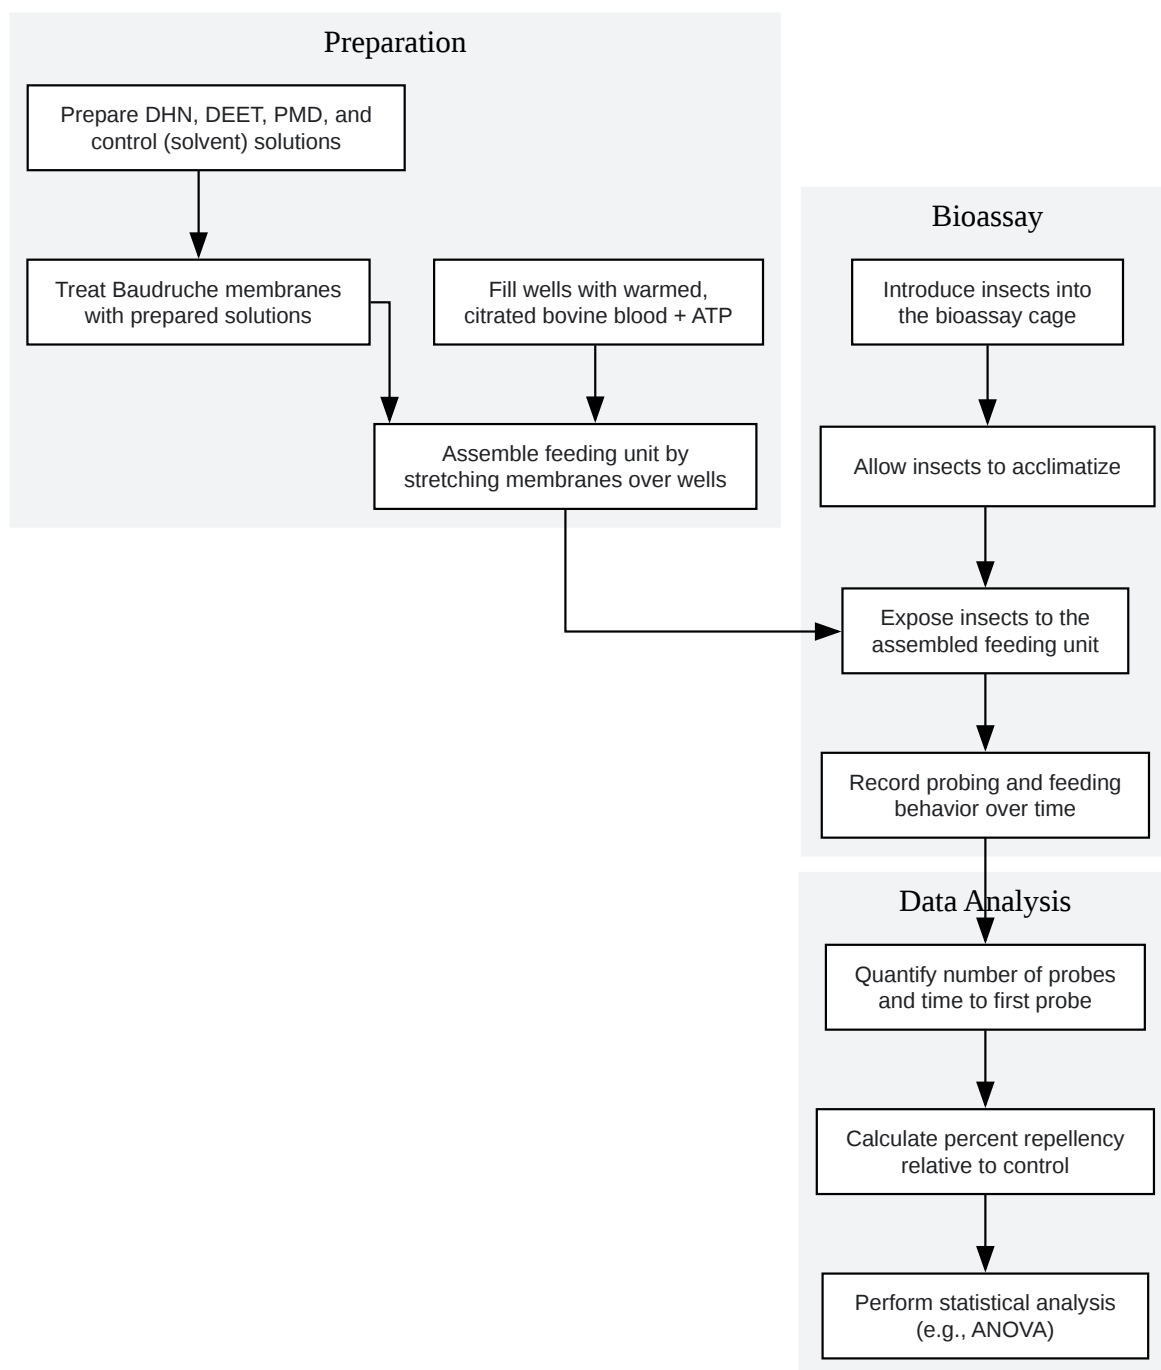 Preparation
Prepare DHN, DEET, PMD, and
control (solvent) solutions
Treat Baudruche membranes
with prepared solutions
Fill wells with warmed,
citrated bovine blood + ATP
Assemble feeding unit by
stretching membranes over wells
Bioassay
Introduce insects into
the bioassay cage
Allow insects to acclimatize
Expose insects to the
assembled feeding unit
Record probing and feeding
behavior over time
Data Analysis
Quantify number of probes
and time to first probe
Calculate percent repellency
relative to control
Perform statistical analysis
(e.g., ANOVA)